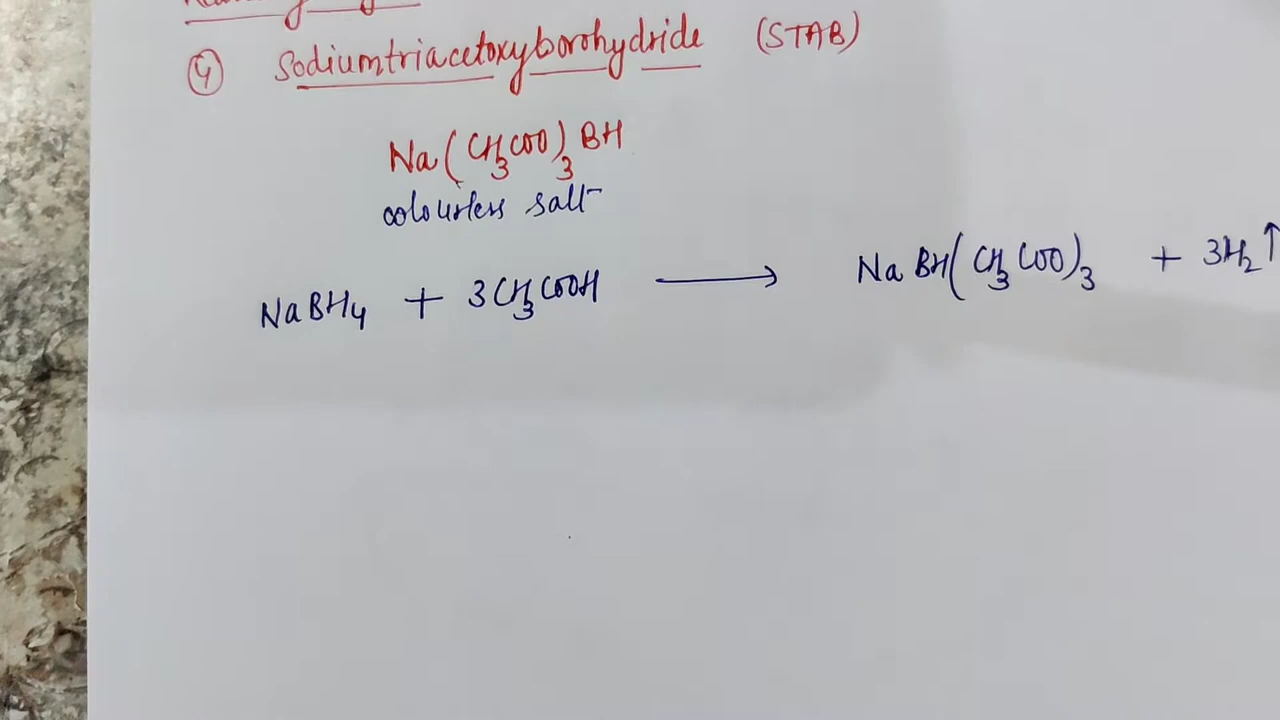 ④ Sodiumtriacetoxyborohydride (STAB)
Na(CH₃COO)₃BH
colourless salt
NaBH₄ + 3CH₃COOH ⟶ NaBH(CH₃COO)₃ + 3H₂↑